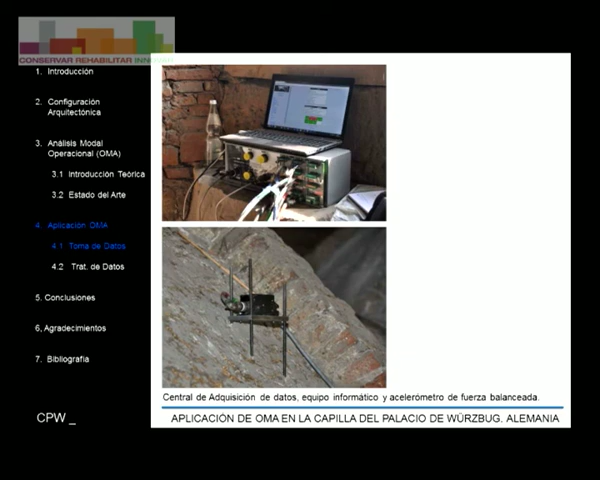 CONSERVAR REHABILITAR INNOVAR
1. Introducción
2. Configuración
Arquitectónica
3. Análisis Modal
Operacional (OMA)
3.1 Introducción Teórica
3.2 Estado del Arte
4. Aplicación OMA
4.1 Toma de Datos
4.2 Trat. de Datos
5. Conclusiones
6, Agradecimientos
7. Bibliografía
CPW _
Central de Adquisición de datos, equipo informático y acelerómetro de fuerza balanceada.
APLICACIÓN DE OMA EN LA CAPILLA DEL PALACIO DE WÜRZBUG. ALEMANIA